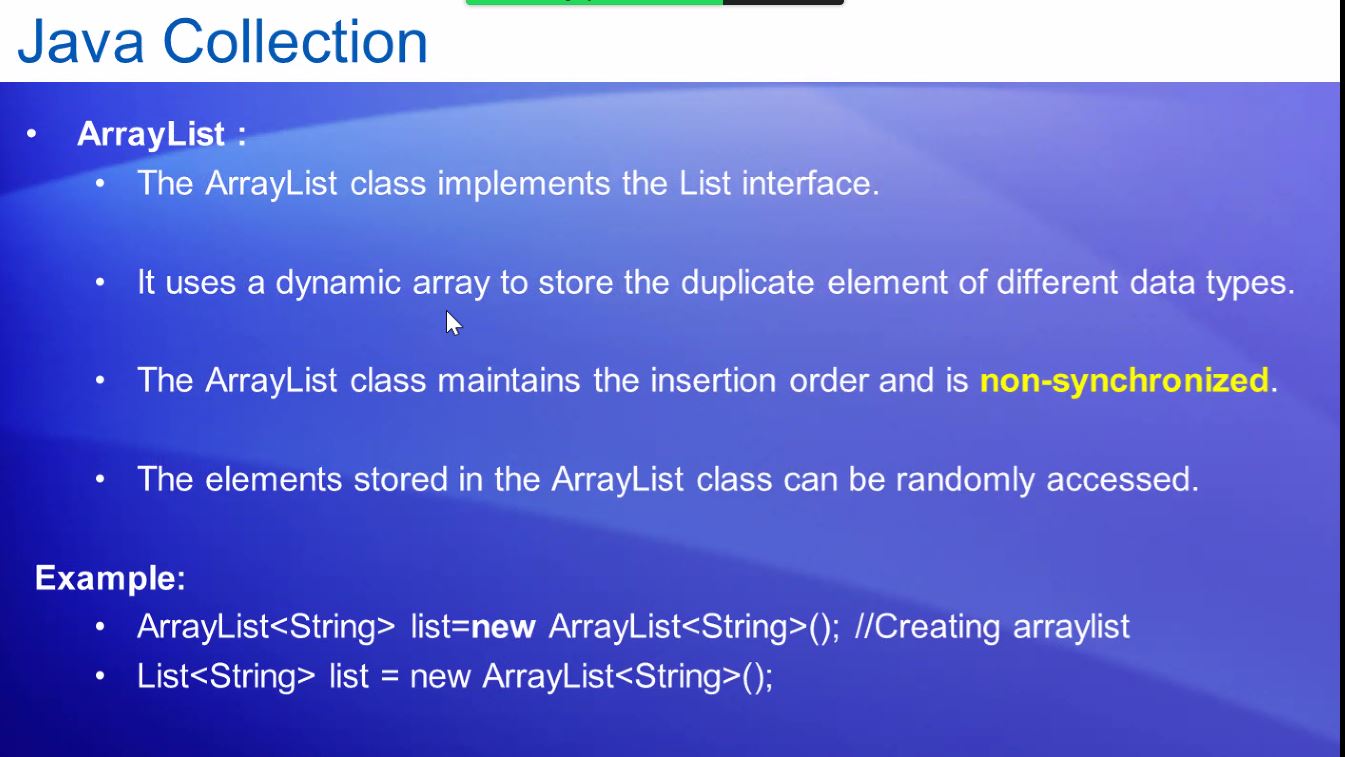 Java Collection
• ArrayList :
• The ArrayList class implements the List interface.
• It uses a dynamic array to store the duplicate element of different data types.
• The ArrayList class maintains the insertion order and is non-synchronized.
• The elements stored in the ArrayList class can be randomly accessed.
Example:
• ArrayList<String> list=new ArrayList<String>(); //Creating arraylist
• List<String> list = new ArrayList<String>();